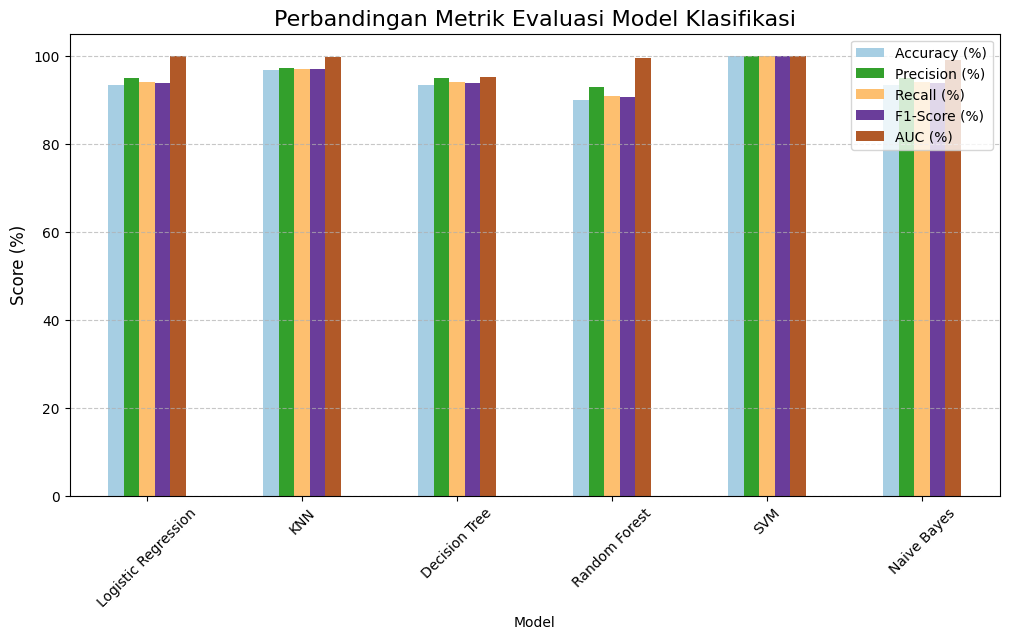 Perbandingan Metrik Evaluasi Model Klasifikasi
Score (%)
100
80
60
40
20
0
Accuracy (%)
Precision (%)
Recall (%)
F1-Score (%)
AUC (%)
Logistic Regression
KNN
Decision Tree
Random Forest
SVM
Naive Bayes
Model